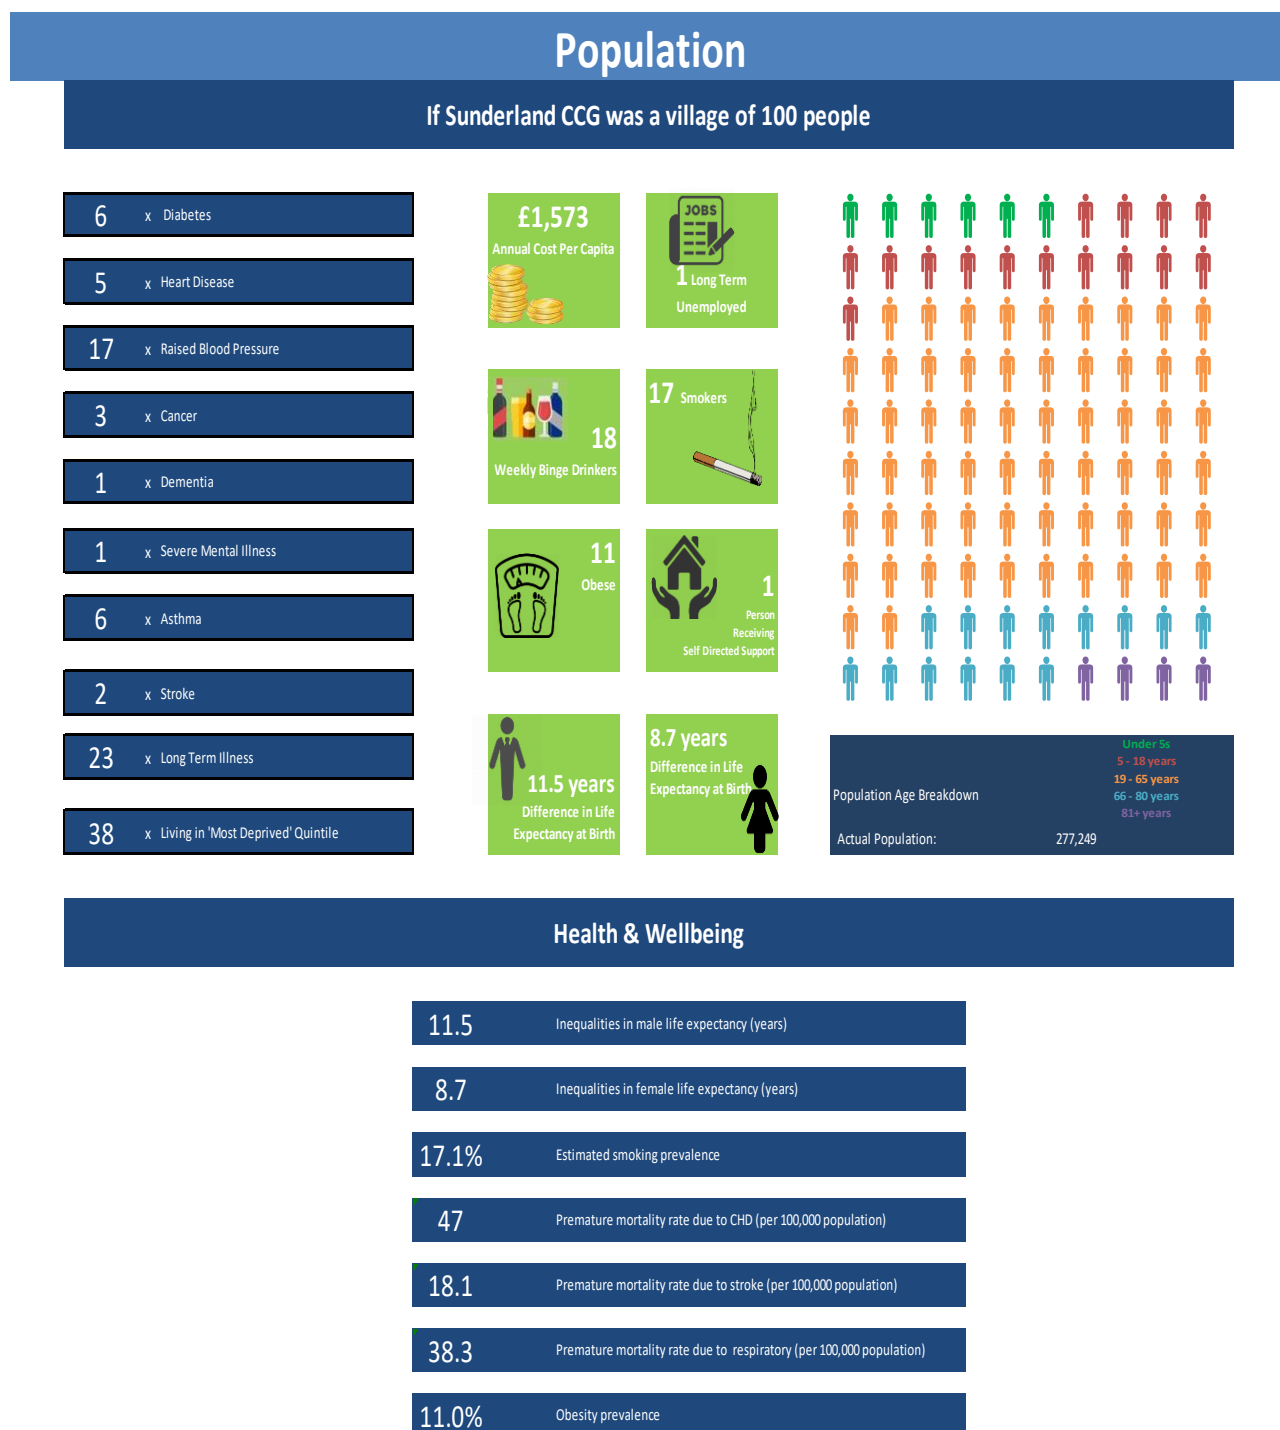 Population
If Sunderland CCG was a village of 100 people
6 x Diabetes
5 x Heart Disease
17 x Raised Blood Pressure
3 x Cancer
1 x Dementia
1 x Severe Mental Illness
6 x Asthma
2 x Stroke
23 x Long Term Illness
38 x Living in 'Most Deprived' Quintile
£1,573
Annual Cost Per Capita
JOBS
1 Long Term
Unemployed
18
Weekly Binge Drinkers
17 Smokers
11
Obese
1
Person
Receiving
Self Directed Support
11.5 years
Difference in Life
Expectancy at Birth
8.7 years
Difference in Life
Expectancy at Birth
Under 5s
5 - 18 years
19 - 65 years
66 - 80 years
81+ years
Population Age Breakdown
Actual Population: 277,249
Health & Wellbeing
11.5 Inequalities in male life expectancy (years)
8.7 Inequalities in female life expectancy (years)
17.1% Estimated smoking prevalence
47 Premature mortality rate due to CHD (per 100,000 population)
18.1 Premature mortality rate due to stroke (per 100,000 population)
38.3 Premature mortality rate due to respiratory (per 100,000 population)
11.0% Obesity prevalence